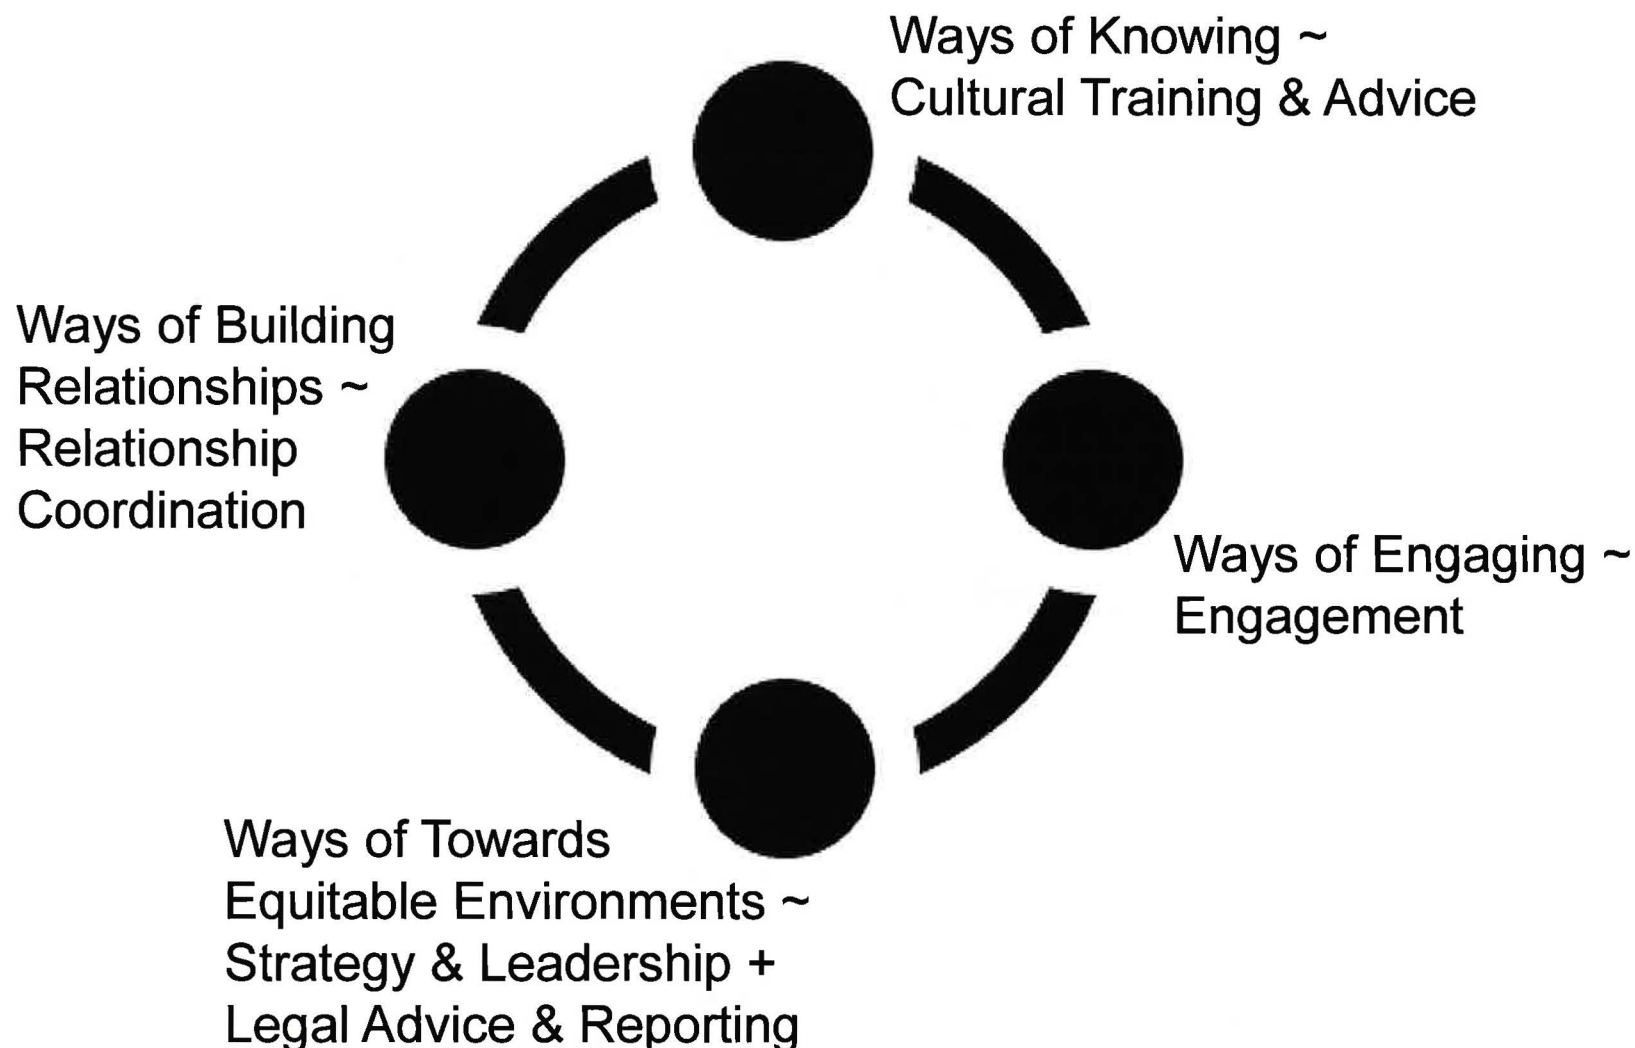 Ways of Knowing ~
Cultural Training & Advice
Ways of Building
Relationships ~
Relationship
Coordination
Ways of Engaging ~
Engagement
Ways of Towards
Equitable Environments ~
Strategy & Leadership +
Legal Advice & Reporting